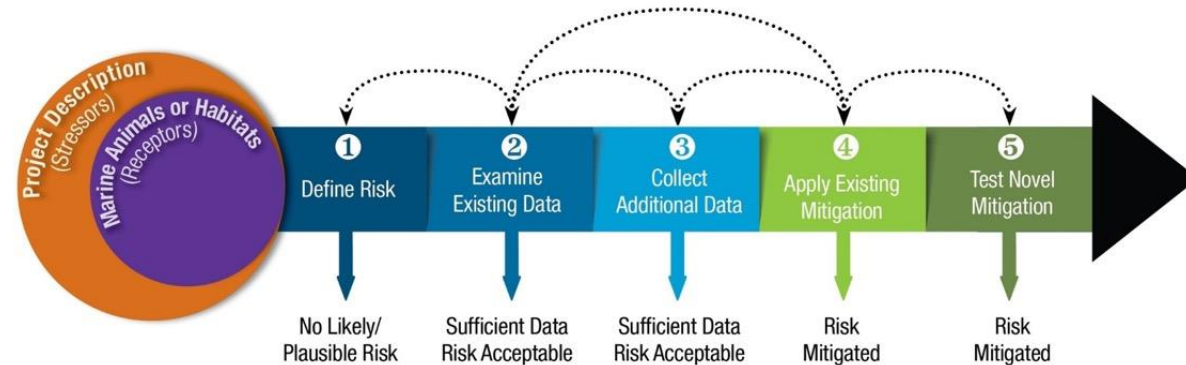 Project Description
(Stressors)
Marine Animals or Habitats
(Receptors)
1
Define Risk
2
Examine
Existing Data
3
Collect
Additional Data
4
Apply Existing
Mitigation
5
Test Novel
Mitigation
No Likely/
Plausible Risk
Sufficient Data
Risk Acceptable
Sufficient Data
Risk Acceptable
Risk
Mitigated
Risk
Mitigated